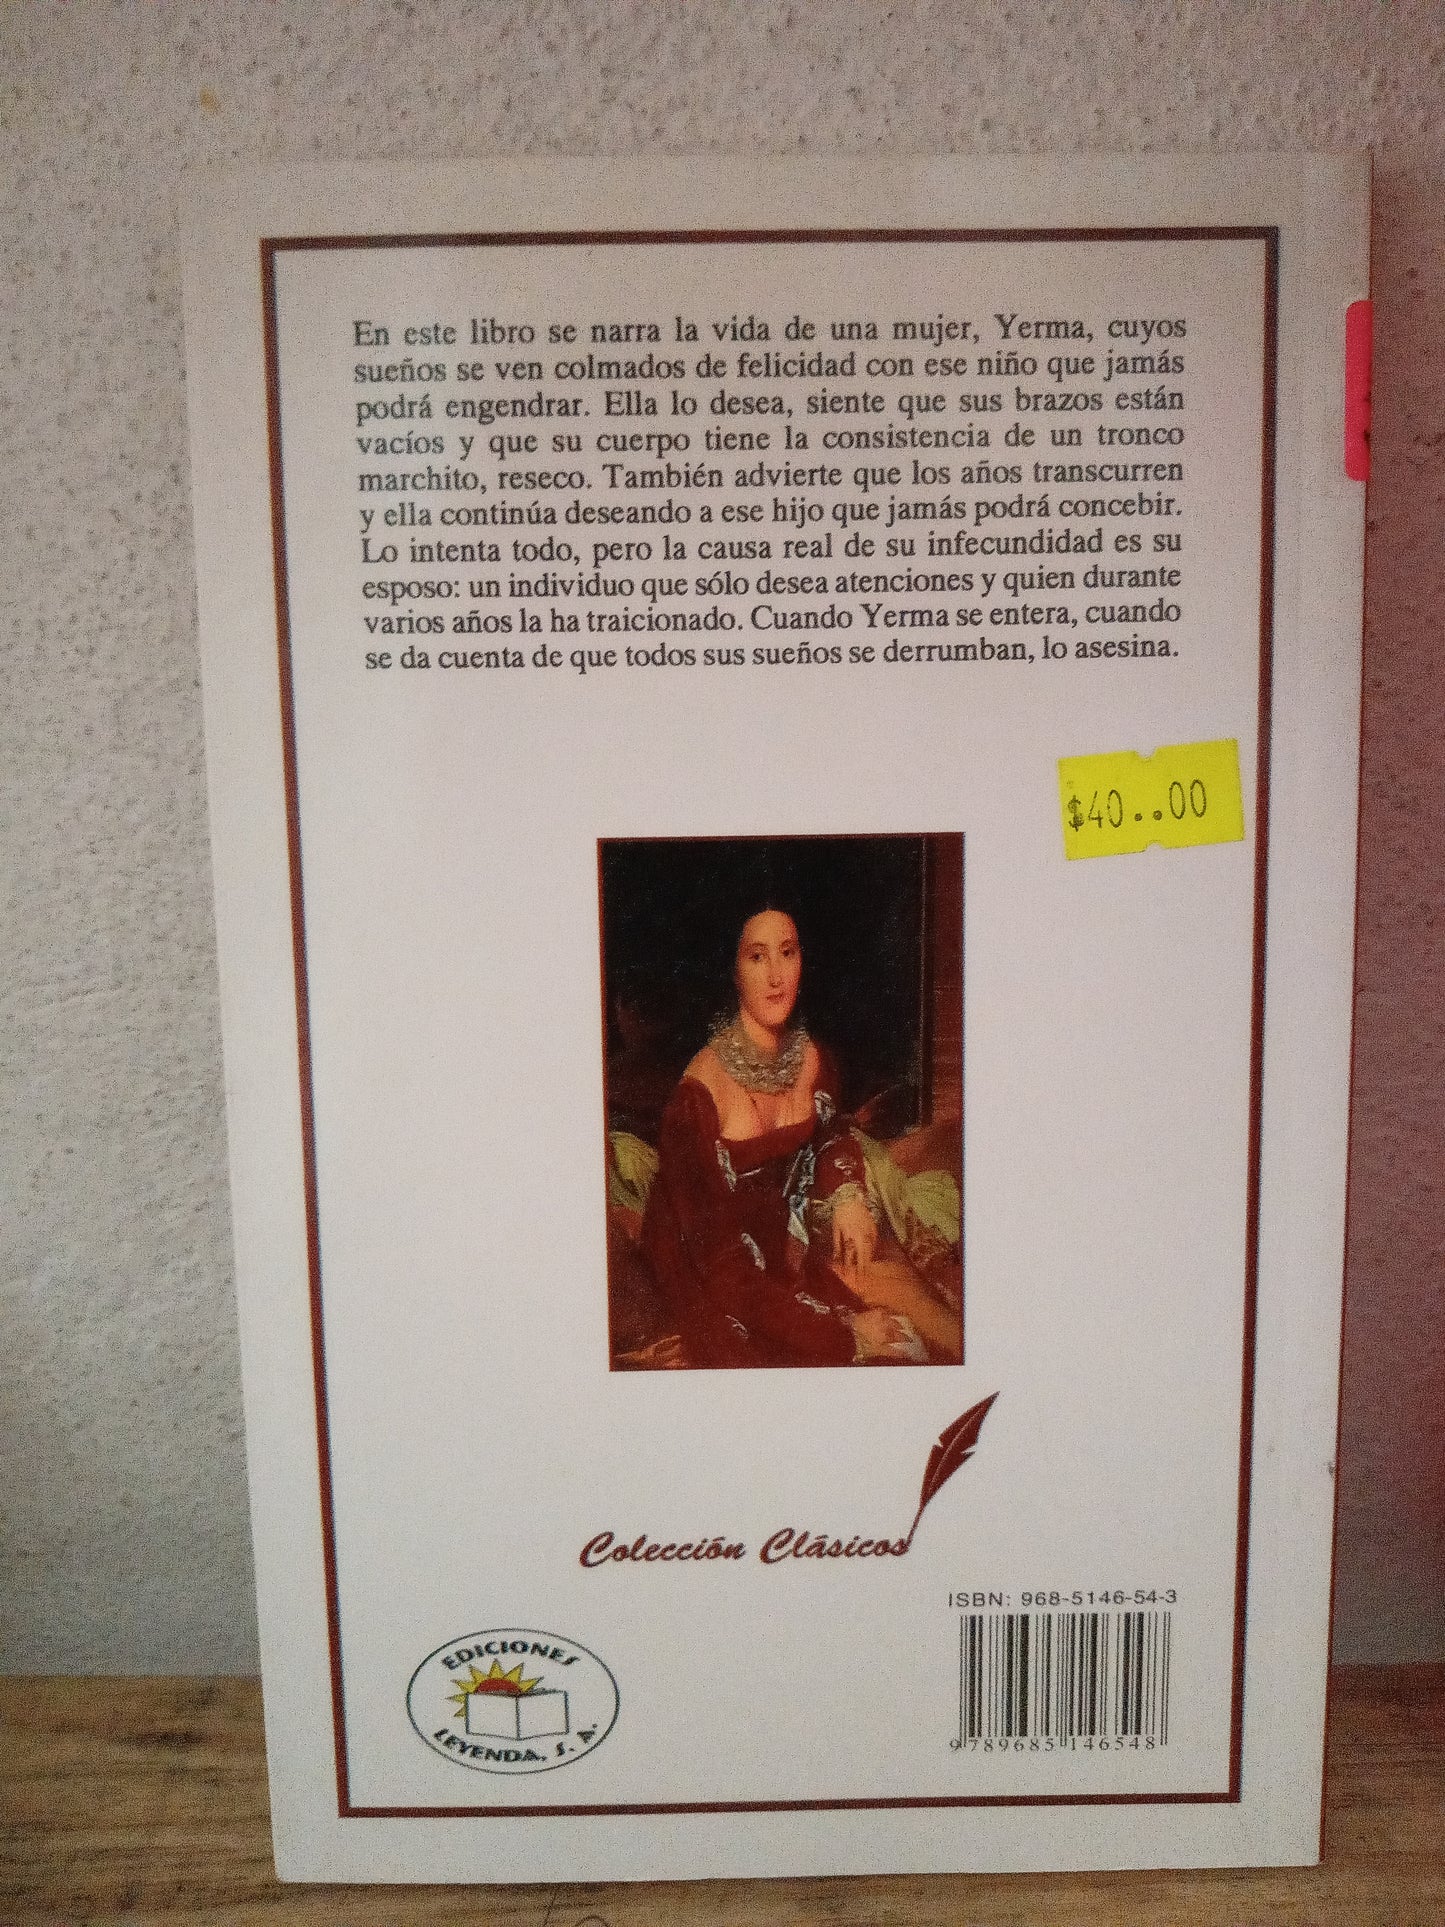 En este libro se narra la vida de una mujer, Yerma, cuyos
sueños se ven colmados de felicidad con ese niño que jamás
podrá engendrar. Ella lo desea, siente que sus brazos están
vacíos y que su cuerpo tiene la consistencia de un tronco
marchito, reseco. También advierte que los años transcurren
y ella continúa deseando a ese hijo que jamás podrá concebir.
Lo intenta todo, pero la causa real de su infecundidad es su
esposo: un individuo que sólo desea atenciones y quien durante
varios años la ha traicionado. Cuando Yerma se entera, cuando
se da cuenta de que todos sus sueños se derrumban, lo asesina.
$40..00
Colección Clásicos
ISBN: 968-5146-54-3
9 789685 146548
EDICIONES
LEYENDA, S. A.